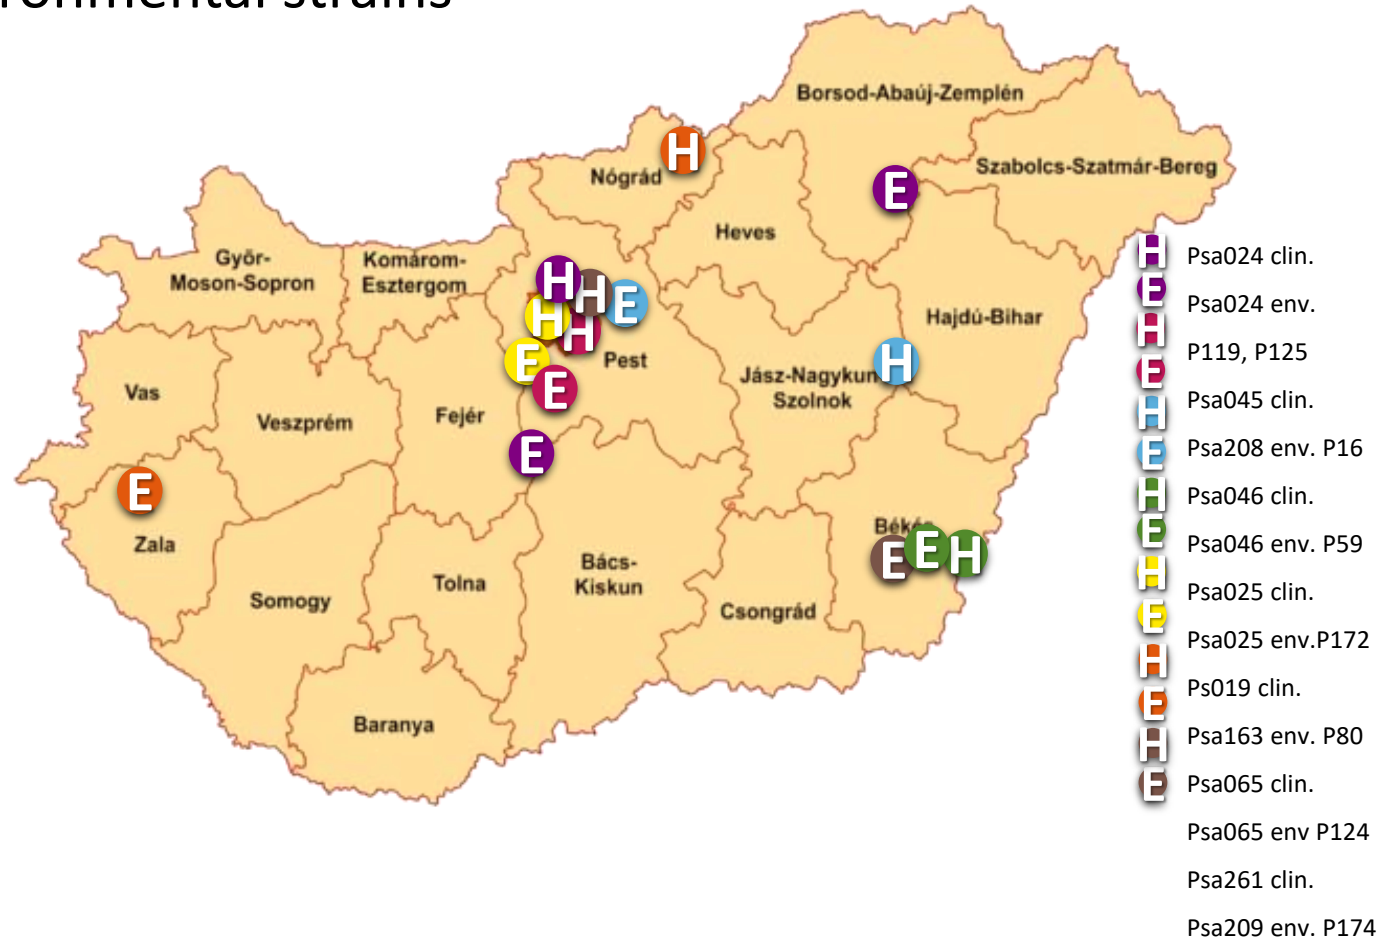 ronmental strains
Borsod-Abaúj-Zemplén
Szabolcs-Szatmár-Bereg
Nógrád
H
E
Heves
Győr-
Moson-Sopron
Komárom-
Esztergom
Hajdú-Bihar
H
H
E
H
H
E
Pest
E
H
Jász-Nagykun
Szolnok
Vas
Veszprém
Fejér
E
E
Zala
Békés
E
E
H
Bács-
Kiskun
Tolna
Somogy
Csongrád
Baranya
H
E
H
E
H
E
H
E
H
E
H
E
H
E
Psa024 clin.
Psa024 env.
P119, P125
Psa045 clin.
Psa208 env. P16
Psa046 clin.
Psa046 env. P59
Psa025 clin.
Psa025 env.P172
Ps019 clin.
Psa163 env. P80
Psa065 clin.
Psa065 env P124
Psa261 clin.
Psa209 env. P174